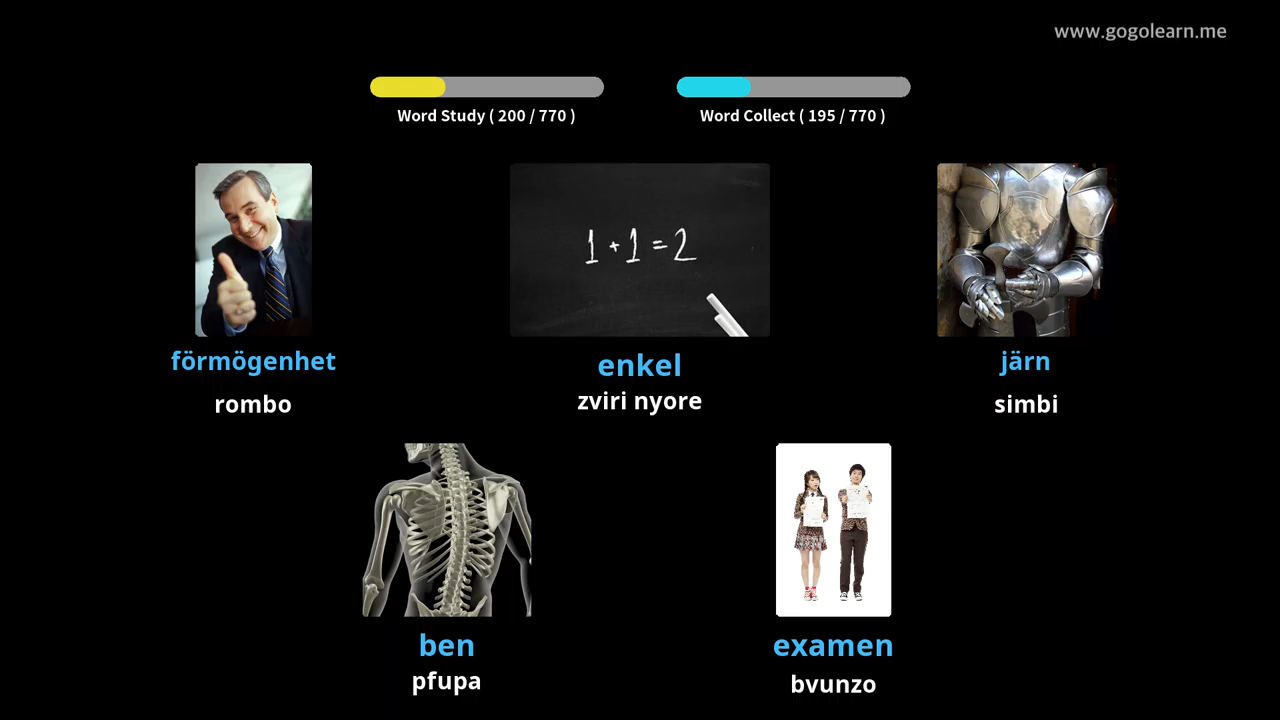 www.gogolearn.me
Word Study ( 200 / 770 )
Word Collect ( 195 / 770 )
1 + 1 = 2
förmögenhet
rombo
enkel
zviri nyore
järn
simbi
ben
pfupa
examen
bvunzo